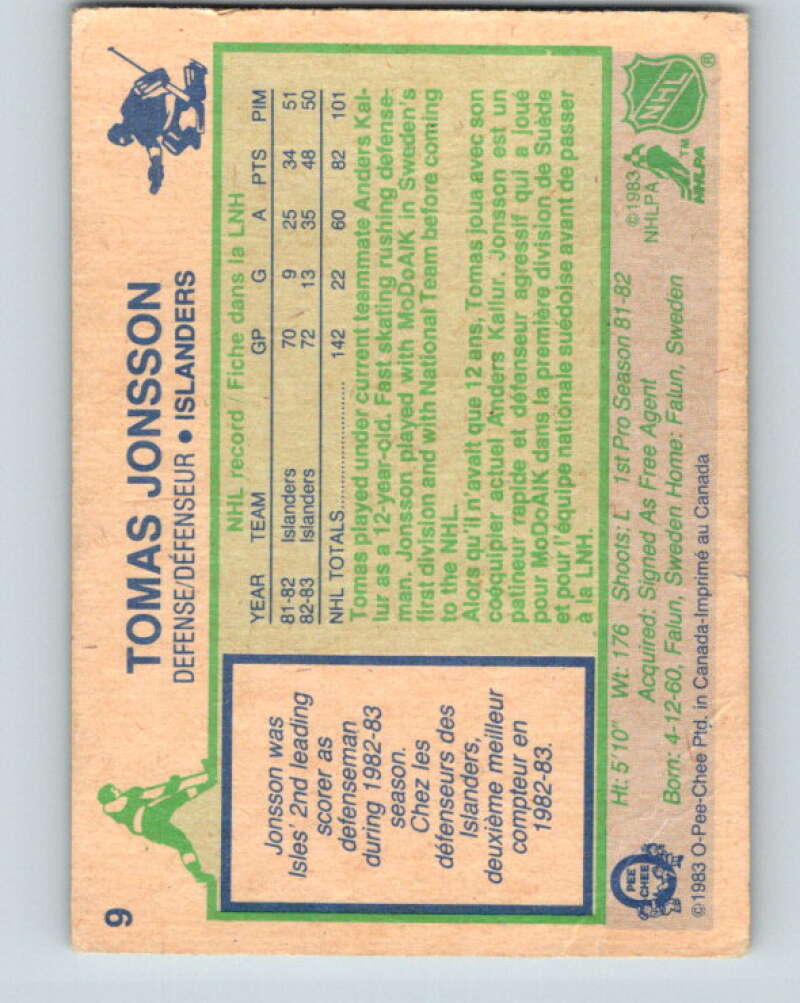 9
TOMAS JONSSON
DEFENSE/DÉFENSEUR • ISLANDERS
Jonsson was
Isles' 2nd leading
scorer as
defenseman
during 1982-83
season.
Chez les
défenseurs des
Islanders,
deuxième meilleur
compteur en
1982-83.
NHL record / Fiche dans la LNH
YEAR TEAM GP G A PTS PIM
81-82 Islanders 70 9 25 34 51
82-83 Islanders 72 13 35 48 50
NHL TOTALS 142 22 60 82 101
Tomas played under current teammate Anders Kal-
lur as a 12-year-old. Fast skating rushing defense-
man. Jonsson played with MoDoAIK in Sweden's
first division and with National Team before coming
to the NHL.
Alors qu'il n'avait que 12 ans, Tomas joua avec son
coéquipier actuel Anders Kallur. Jonsson est un
patineur rapide et défenseur agressif qui a joué
pour MoDoAIK dans la première division de Suède
et pour l'équipe nationale suédoise avant de passer
à la LNH.
Ht: 5'10" Wt: 176 Shoots: L 1st Pro Season 81-82
Acquired: Signed As Free Agent
Born: 4-12-60, Falun, Sweden Home: Falun, Sweden
©1983 O-Pee-Chee Ptd. in Canada-Imprimé au Canada
O
PEE
CHEE
©1983
NHLPA
NHLPA
TM
NHL
®